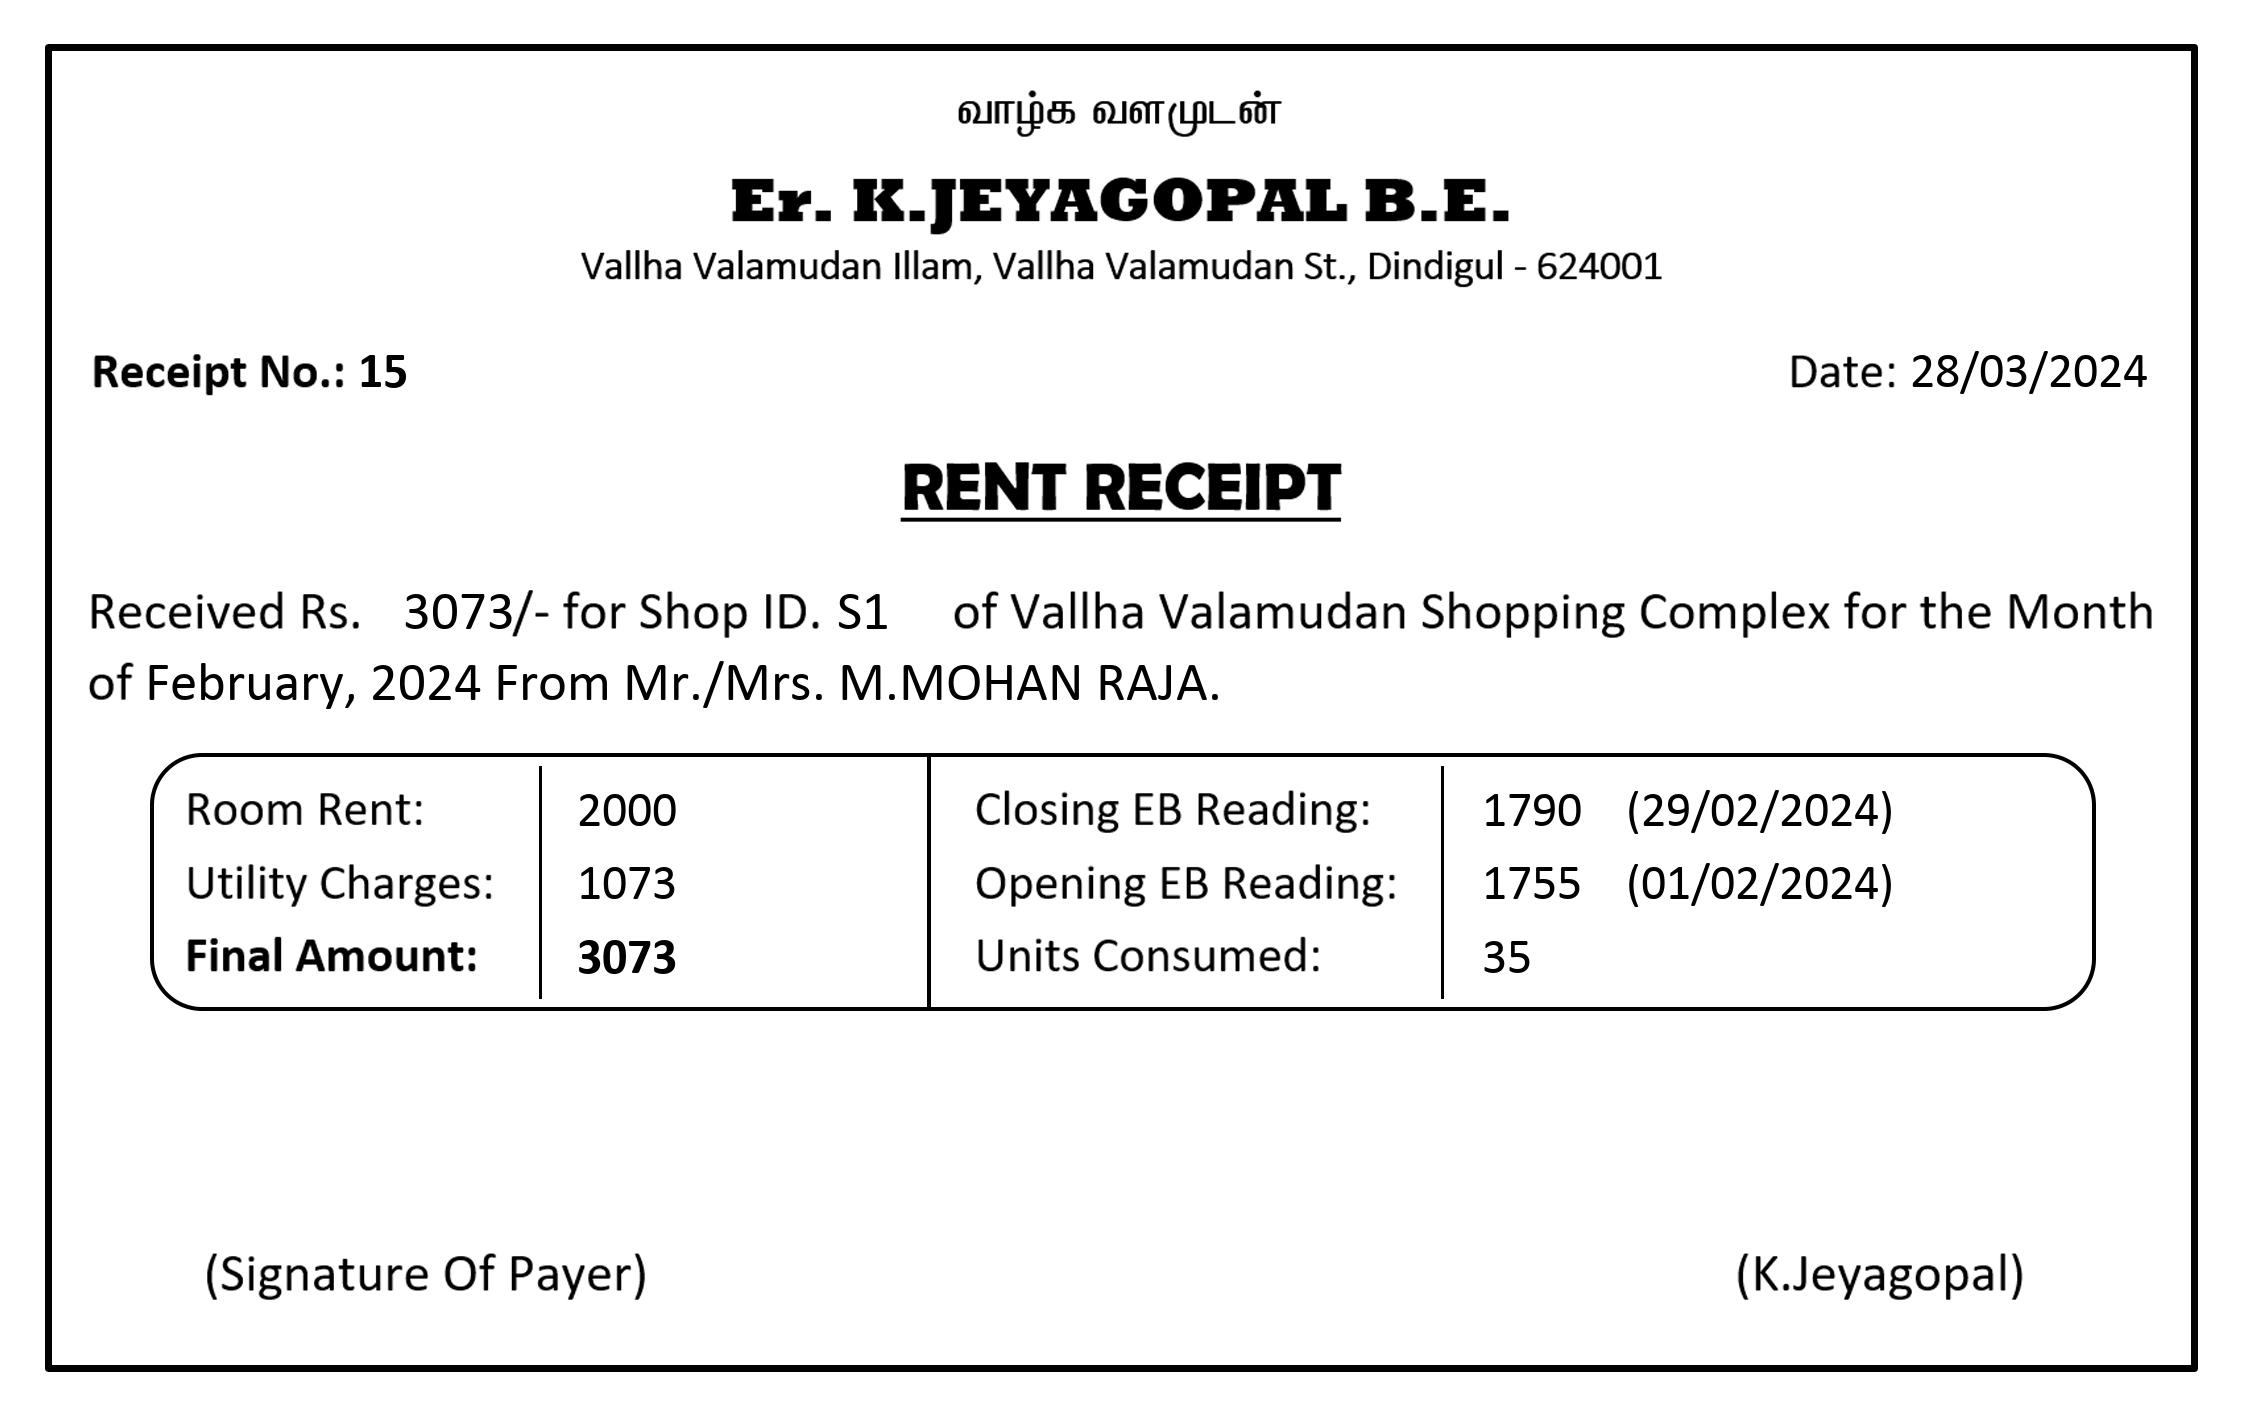 வாழ்க வளமுடன்
Er. K.JEYAGOPAL B.E.
Vallha Valamudan Illam, Vallha Valamudan St., Dindigul - 624001
Receipt No.: 15 Date: 28/03/2024
RENT RECEIPT
Received Rs. 3073/- for Shop ID. S1 of Vallha Valamudan Shopping Complex for the Month
of February, 2024 From Mr./Mrs. M.MOHAN RAJA.
Room Rent: 2000 Closing EB Reading: 1790 (29/02/2024)
Utility Charges: 1073 Opening EB Reading: 1755 (01/02/2024)
Final Amount: 3073 Units Consumed: 35
(Signature Of Payer) (K.Jeyagopal)